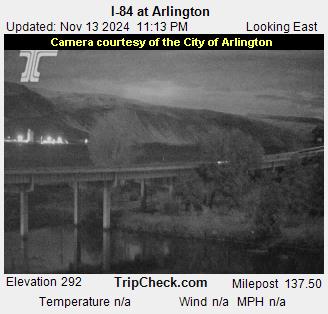 I-84 at Arlington
Updated: Nov 13 2024 11:13 PM Looking East
Camera courtesy of the City of Arlington
Elevation 292 TripCheck.com Milepost 137.50
Temperature n/a Wind n/a MPH n/a